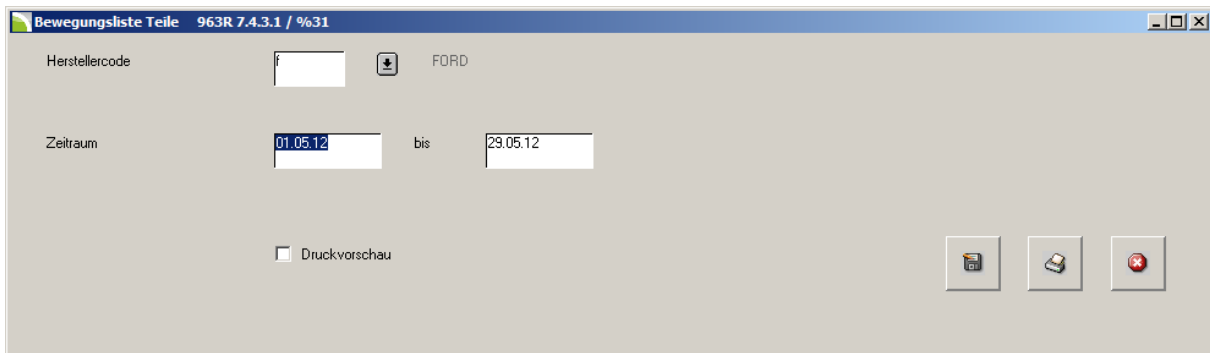 Bewegungsliste Teile 963R 7.4.3.1 / %31
Herstellercode f FORD
Zeitraum 01.05.12 bis 29.05.12
Druckvorschau